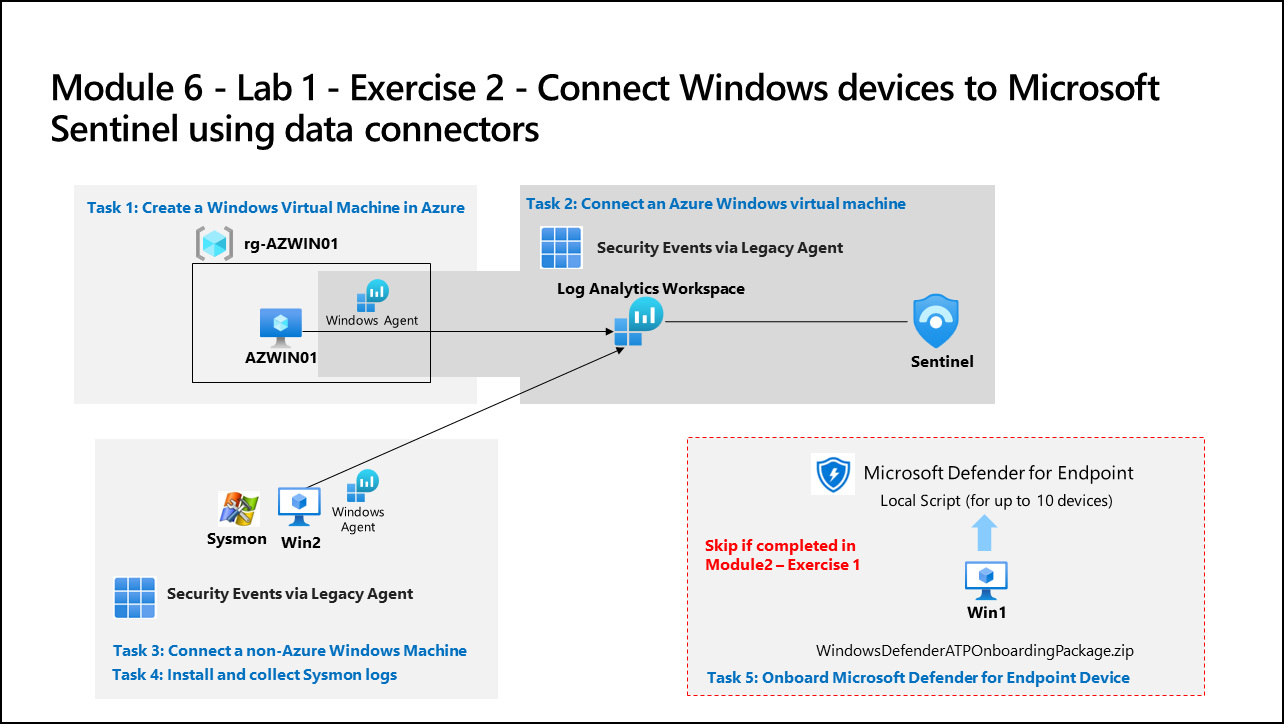 Module 6 - Lab 1 - Exercise 2 - Connect Windows devices to Microsoft
Sentinel using data connectors
Task 1: Create a Windows Virtual Machine in Azure
rg-AZWIN01
Windows Agent
AZWIN01
Task 2: Connect an Azure Windows virtual machine
Security Events via Legacy Agent
Log Analytics Workspace
Sentinel
Sysmon
Win2
Windows
Agent
Security Events via Legacy Agent
Task 3: Connect a non-Azure Windows Machine
Task 4: Install and collect Sysmon logs
Microsoft Defender for Endpoint
Local Script (for up to 10 devices)
Skip if completed in
Module2 – Exercise 1
Win1
WindowsDefenderATPOnboardingPackage.zip
Task 5: Onboard Microsoft Defender for Endpoint Device